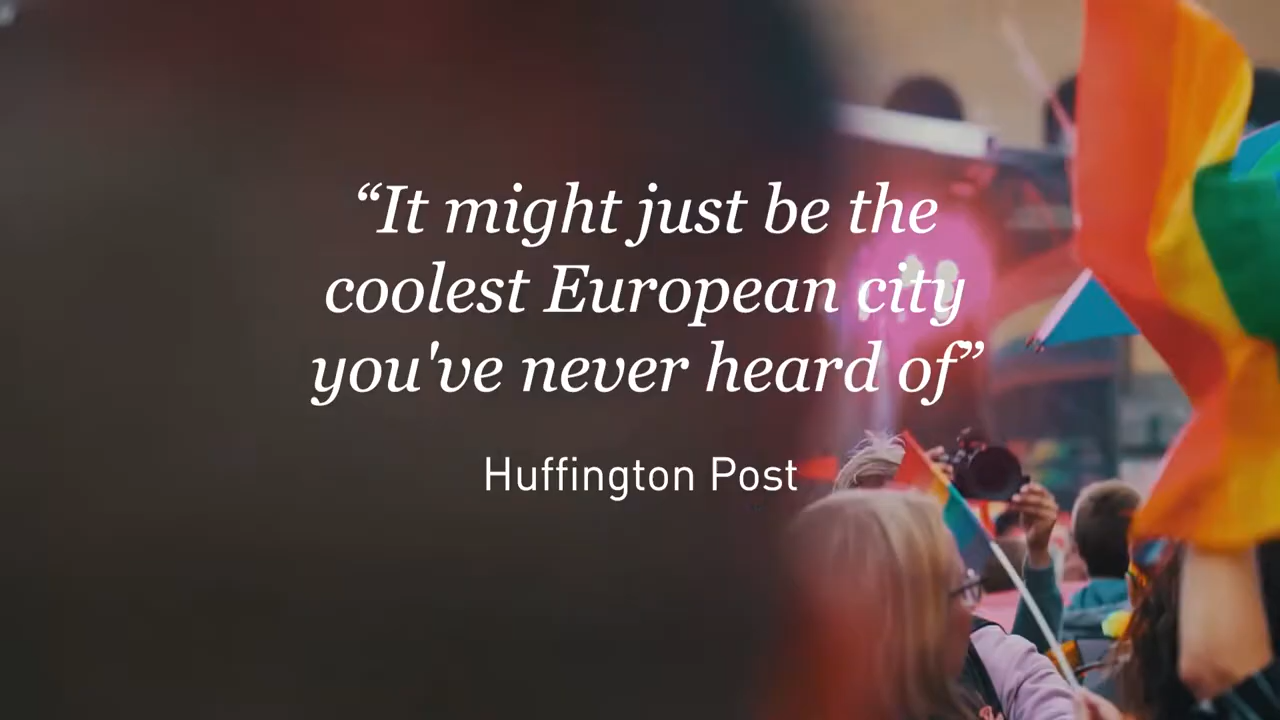 “It might just be the
coolest European city
you've never heard of”
Huffington Post